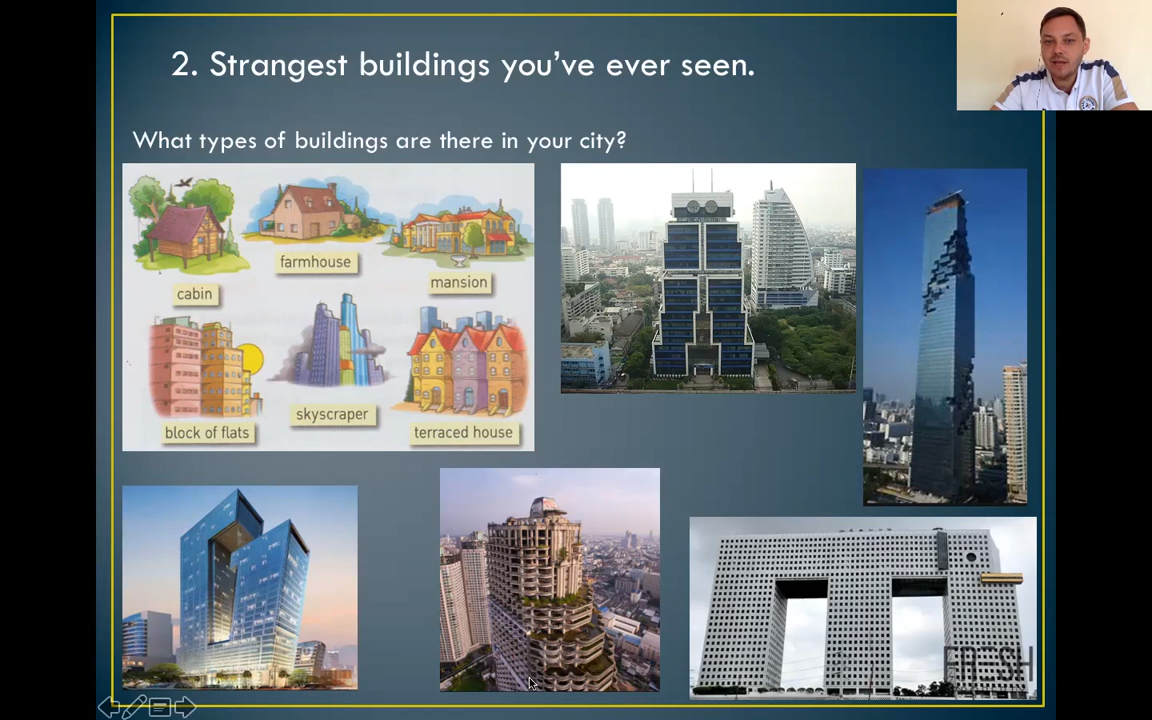 2. Strangest buildings you've ever seen.
What types of buildings are there in your city?
farmhouse
mansion
cabin
skyscraper
block of flats
terraced house
FRESH